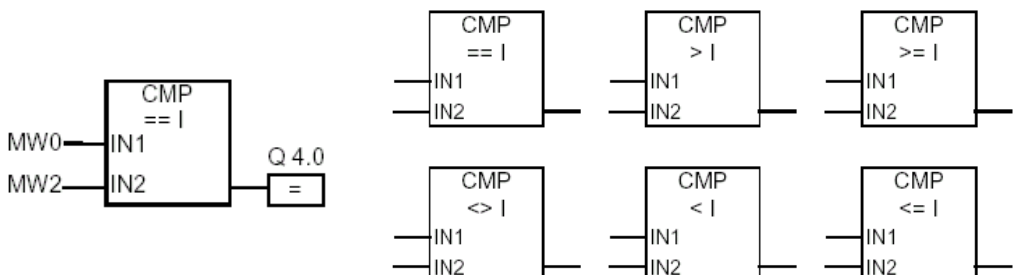 CMP
== I
MW0
IN1
MW2
IN2
Q 4.0
=
CMP
== I
IN1
IN2
CMP
> I
IN1
IN2
CMP
>= I
IN1
IN2
CMP
<> I
IN1
IN2
CMP
< I
IN1
IN2
CMP
<= I
IN1
IN2